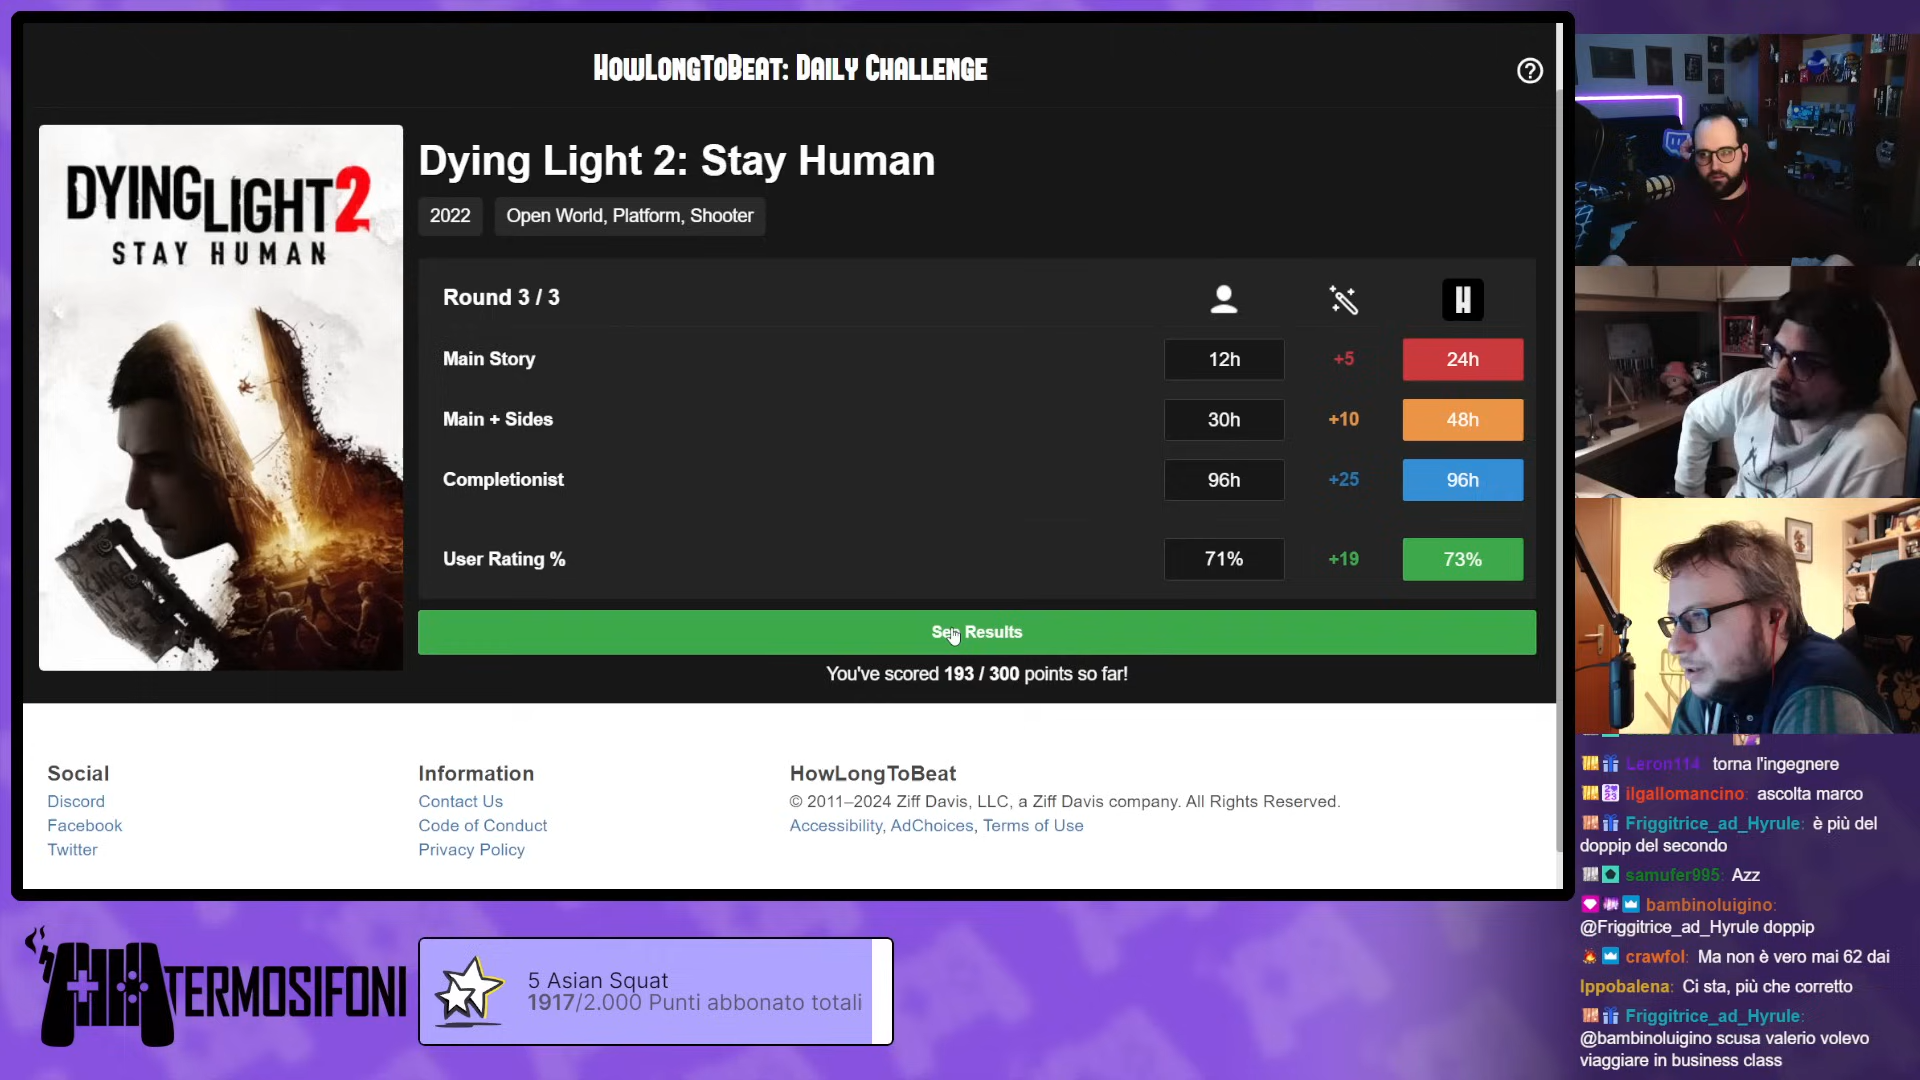 HowLongToBeat: Daily Challenge
DYING LIGHT 2
STAY HUMAN
Dying Light 2: Stay Human
2022
Open World, Platform, Shooter
Round 3 / 3
Main Story
12h
+5
24h
Main + Sides
30h
+10
48h
Completionist
96h
+25
96h
User Rating %
71%
+19
73%
See Results
You've scored 193 / 300 points so far!
Social
Discord
Facebook
Twitter
Information
Contact Us
Code of Conduct
Privacy Policy
HowLongToBeat
© 2011–2024 Ziff Davis, LLC, a Ziff Davis company. All Rights Reserved.
Accessibility, AdChoices, Terms of Use
TERMOSIFONI
5 Asian Squat
1917/2.000 Punti abbonato totali
Leron114 torna l'ingegnere
ilgallomancino: ascolta marco
Friggitrice_ad_Hyrule: è più del
doppip del secondo
samufer995: Azz
bambinoluigino:
@Friggitrice_ad_Hyrule doppip
crawfol: Ma non è vero mai 62 dai
Ippobalena: Ci sta, più che corretto
Friggitrice_ad_Hyrule:
@bambinoluigino scusa valerio volevo
viaggiare in business class